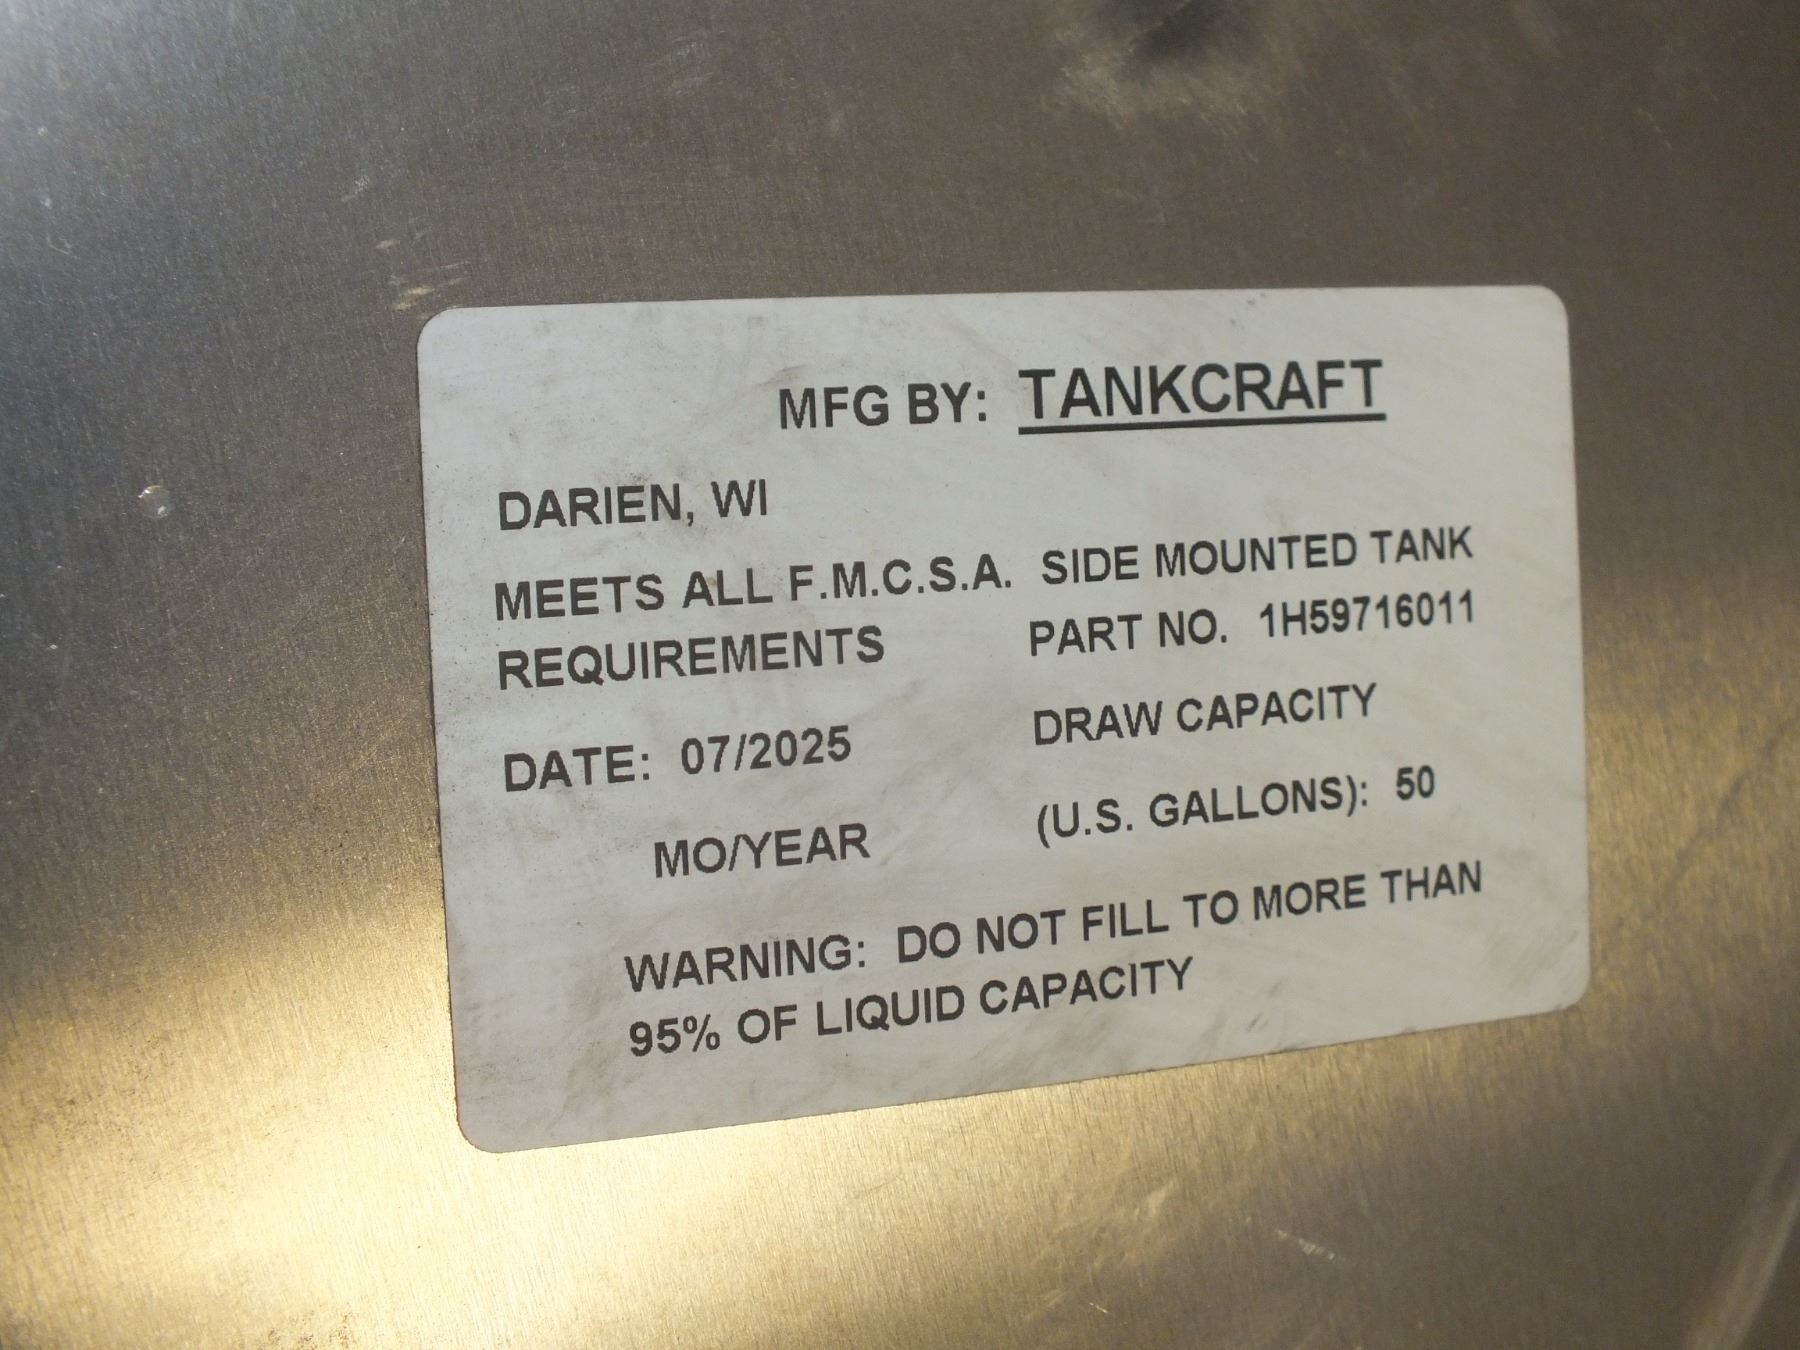 MFG BY: TANKCRAFT
DARIEN, WI
MEETS ALL F.M.C.S.A. SIDE MOUNTED TANK
REQUIREMENTS PART NO. 1H59716011
DATE: 07/2025 DRAW CAPACITY
MO/YEAR (U.S. GALLONS): 50
WARNING: DO NOT FILL TO MORE THAN
95% OF LIQUID CAPACITY